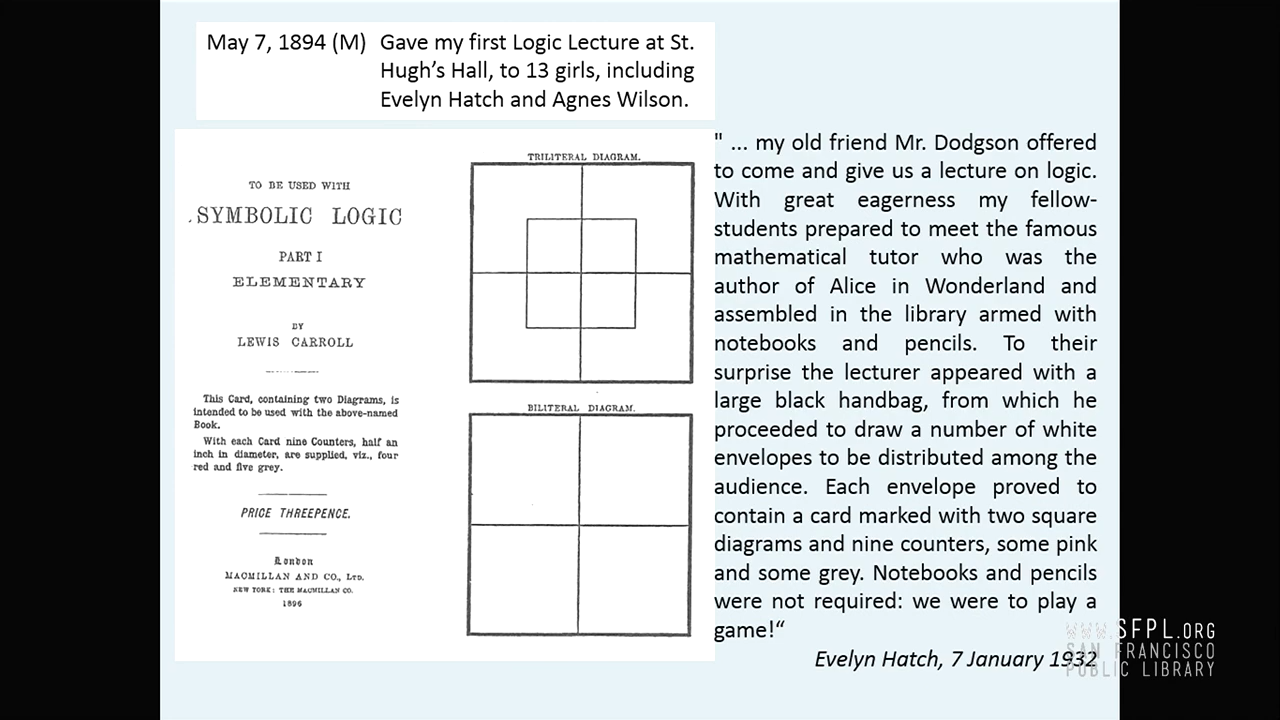 May 7, 1894 (M) Gave my first Logic Lecture at St.
Hugh's Hall, to 13 girls, including
Evelyn Hatch and Agnes Wilson.
TO BE USED WITH
SYMBOLIC LOGIC
PART I
ELEMENTARY
BY
LEWIS CARROLL
This Card, containing two Diagrams, is
intended to be used with the above-named
Book.
With each Card nine Counters, half an
inch in diameter, are supplied, viz., four
red and five grey.
PRICE THREEPENCE.
London
MACMILLAN AND CO., LTD.
NEW YORK: THE MACMILLAN CO.
1896
TRILITERAL DIAGRAM.
BILITERAL DIAGRAM.
" ... my old friend Mr. Dodgson offered
to come and give us a lecture on logic.
With great eagerness my fellow-
students prepared to meet the famous
mathematical tutor who was the
author of Alice in Wonderland and
assembled in the library armed with
notebooks and pencils. To their
surprise the lecturer appeared with a
large black handbag, from which he
proceeded to draw a number of white
envelopes to be distributed among the
audience. Each envelope proved to
contain a card marked with two square
diagrams and nine counters, some pink
and some grey. Notebooks and pencils
were not required: we were to play a
game!“
Evelyn Hatch, 7 January 1932
WWW.SFPL.ORG
SAN FRANCISCO
PUBLIC LIBRARY